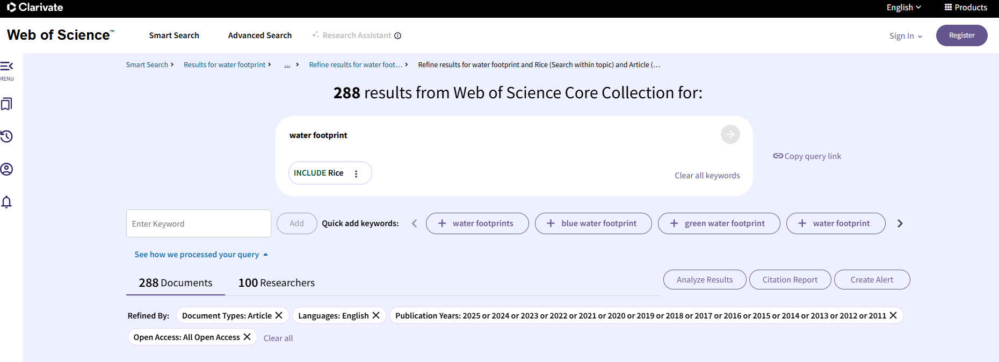 Clarivate English Products
Web of Science™ Smart Search Advanced Search Research Assistant Sign In Register
MENU
Smart Search › Results for water footprint › ... › Refine results for water foot… › Refine results for water footprint and Rice (Search within topic) and Article (…
288 results from Web of Science Core Collection for:
water footprint
Copy query link
INCLUDE Rice
Clear all keywords
Enter Keyword Add Quick add keywords: water footprints blue water footprint green water footprint water footprint
See how we processed your query
288 Documents 100 Researchers Analyze Results Citation Report Create Alert
Refined By: Document Types: Article Languages: English Publication Years: 2025 or 2024 or 2023 or 2022 or 2021 or 2020 or 2019 or 2018 or 2017 or 2016 or 2015 or 2014 or 2013 or 2012 or 2011
Open Access: All Open Access Clear all